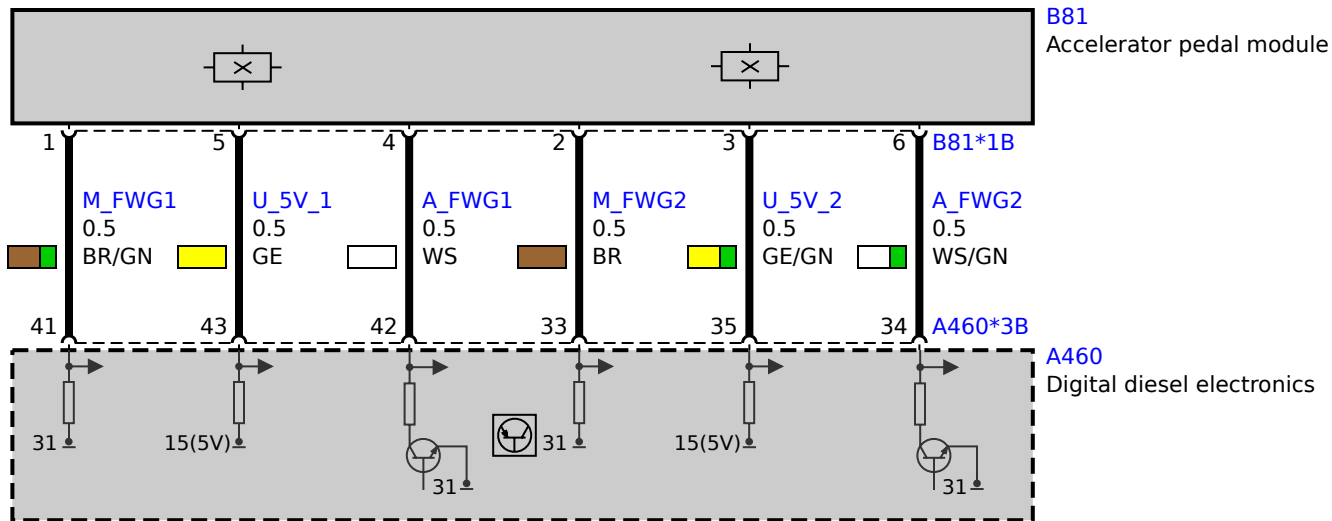 B81
Accelerator pedal module
1 5 4 2 3 6 B81*1B
M_FWG1 U_5V_1 A_FWG1 M_FWG2 U_5V_2 A_FWG2
0.5 0.5 0.5 0.5 0.5 0.5
BR/GN GE WS BR GE/GN WS/GN
41 43 42 33 35 34 A460*3B
A460
Digital diesel electronics
31 15(5V) 31 15(5V)
31 31